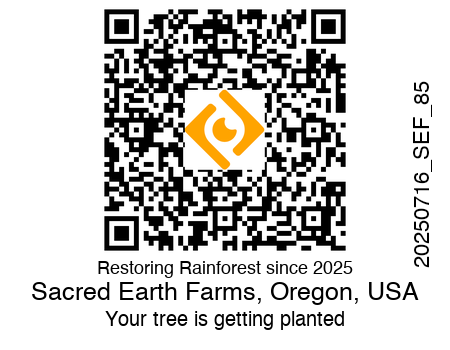 Restoring Rainforest since 2025
Sacred Earth Farms, Oregon, USA
Your tree is getting planted
20250716_SEF_85